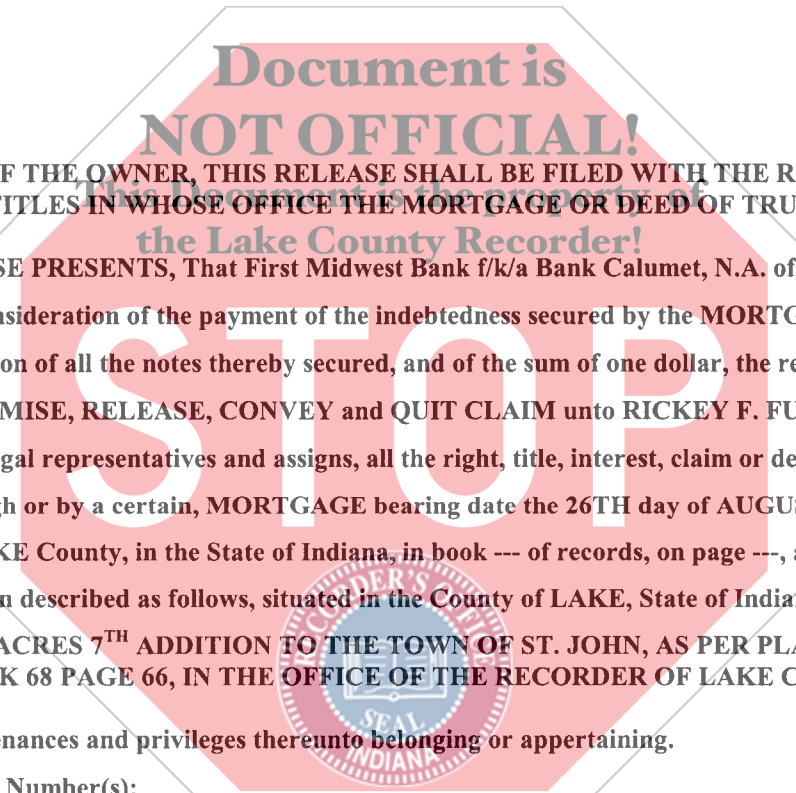 Document is
NOT OFFICIAL!
F THE OWNER, THIS RELEASE SHALL BE FILED WITH THE R
This Document is the property of
TITLES IN WHOSE OFFICE THE MORTGAGE OR DEED OF TRU
the Lake County Recorder!
SE PRESENTS, That First Midwest Bank f/k/a Bank Calumet, N.A. of
nsideration of the payment of the indebtedness secured by the MORTG
on of all the notes thereby secured, and of the sum of one dollar, the re
STOP
MISE, RELEASE, CONVEY and QUIT CLAIM unto RICKEY F. FU
gal representatives and assigns, all the right, title, interest, claim or de
gh or by a certain, MORTGAGE bearing date the 26TH day of AUGUS
KE County, in the State of Indiana, in book --- of records, on page ---, a
n described as follows, situated in the County of LAKE, State of India
RECORDER'S OFFICE
ACRES 7TH ADDITION TO THE TOWN OF ST. JOHN, AS PER PLA
K 68 PAGE 66, IN THE OFFICE OF THE RECORDER OF LAKE C
SEAL
enances and privileges thereunto belonging or appertaining.
INDIANA
Number(s):